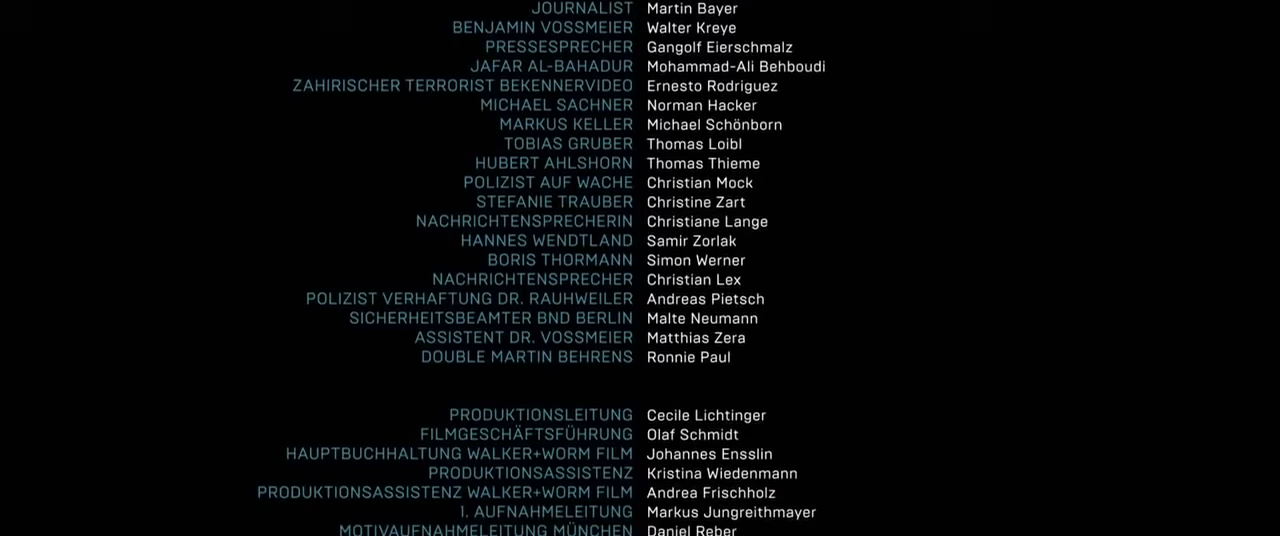 JOURNALIST Martin Bayer
BENJAMIN VOSSMEIER Walter Kreye
PRESSESPRECHER Gangolf Eierschmalz
JAFAR AL-BAHADUR Mohammad-Ali Behboudi
ZAHIRISCHER TERRORIST BEKENNERVIDEO Ernesto Rodriguez
MICHAEL SACHNER Norman Hacker
MARKUS KELLER Michael Schönborn
TOBIAS GRUBER Thomas Loibl
HUBERT AHLSHORN Thomas Thieme
POLIZIST AUF WACHE Christian Mock
STEFANIE TRAUBER Christine Zart
NACHRICHTENSPRECHERIN Christiane Lange
HANNES WENDTLAND Samir Zorlak
BORIS THORMANN Simon Werner
NACHRICHTENSPRECHER Christian Lex
POLIZIST VERHAFTUNG DR. RAUHWEILER Andreas Pietsch
SICHERHEITSBEAMTER BND BERLIN Malte Neumann
ASSISTENT DR. VOSSMEIER Matthias Zera
DOUBLE MARTIN BEHRENS Ronnie Paul
PRODUKTIONSLEITUNG Cecile Lichtinger
FILMGESCHÄFTSFÜHRUNG Olaf Schmidt
HAUPTBUCHHALTUNG WALKER+WORM FILM Johannes Ensslin
PRODUKTIONSASSISTENZ Kristina Wiedenmann
PRODUKTIONSASSISTENZ WALKER+WORM FILM Andrea Frischholz
1. AUFNAHMELEITUNG Markus Jungreithmayer
MOTIVAUFNAHMELEITUNG MÜNCHEN Daniel Reber